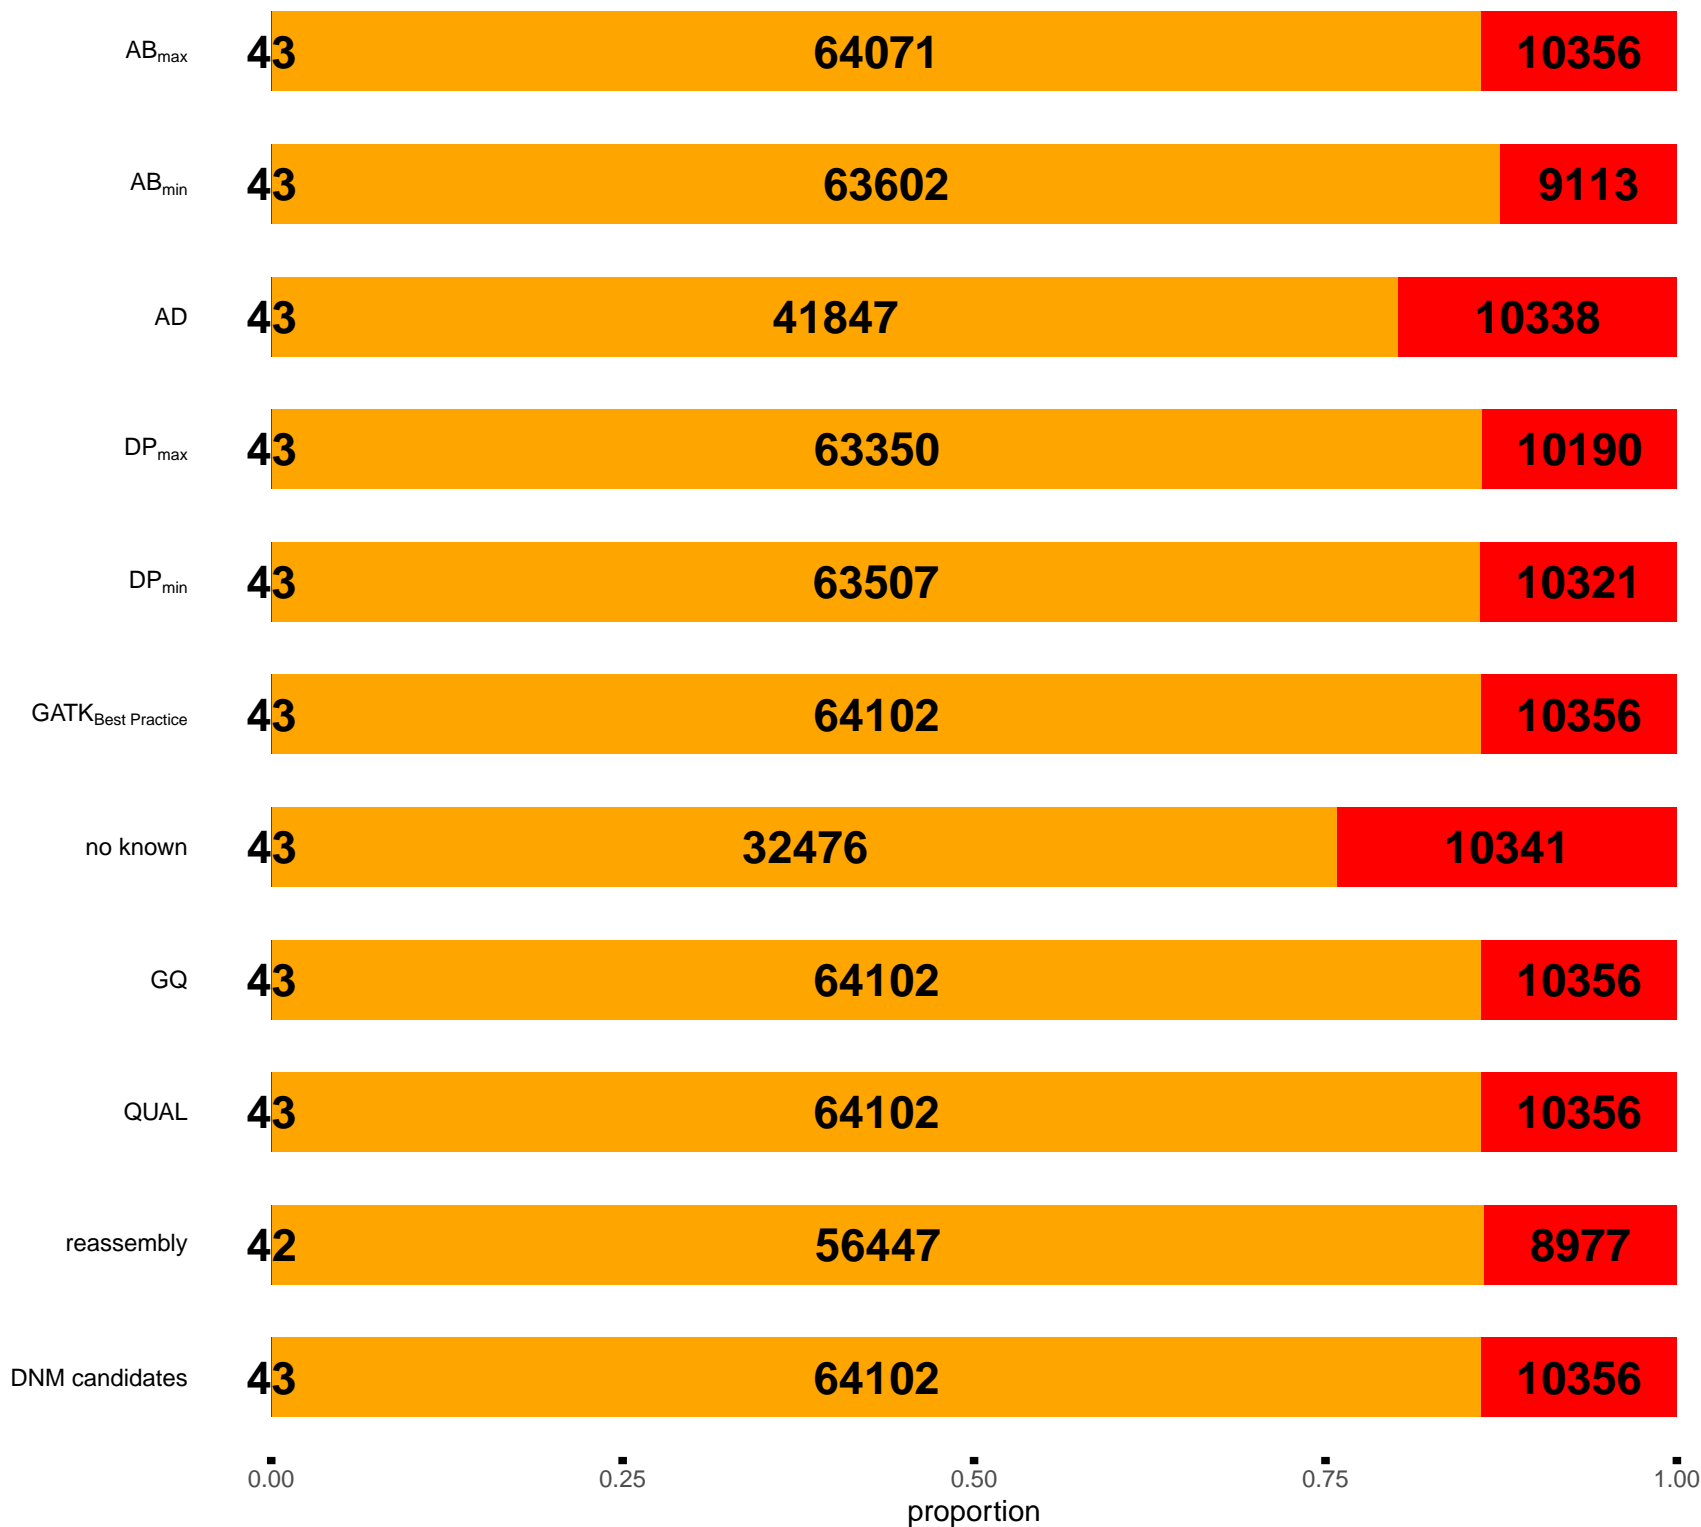 ABmax 43 64071 10356
ABmin 43 63602 9113
AD 43 41847 10338
DPmax 43 63350 10190
DPmin 43 63507 10321
GATKBest Practice 43 64102 10356
no known 43 32476 10341
GQ 43 64102 10356
QUAL 43 64102 10356
reassembly 42 56447 8977
DNM candidates 43 64102 10356
0.00 0.25 0.50 0.75 1.00
proportion